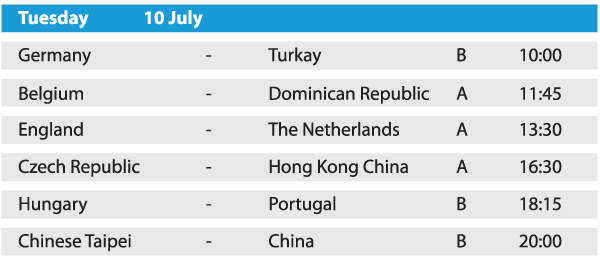 Tuesday 10 July
Germany - Turkay B 10:00
Belgium - Dominican Republic A 11:45
England - The Netherlands A 13:30
Czech Republic - Hong Kong China A 16:30
Hungary - Portugal B 18:15
Chinese Taipei - China B 20:00